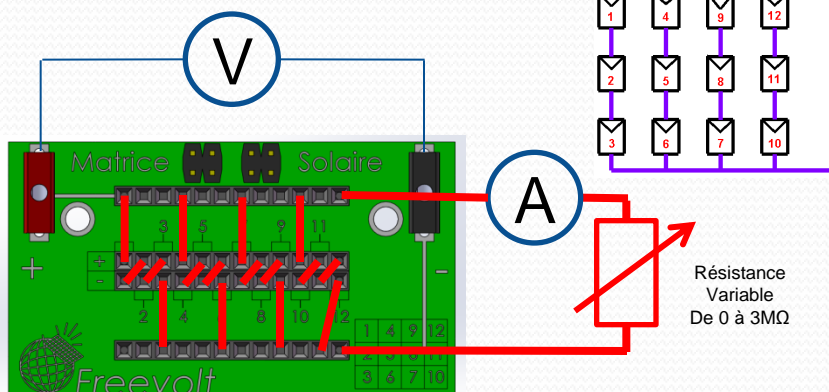 1 4 9 12
V
2 5 8 11
3 6 7 10
Matrice Solaire
A
3 5 9 11
+
+ -
-
2 4 8 10 12
Résistance
Variable
De 0 à 3MΩ
1 4 9 12
3 6 7 10
Freevolt